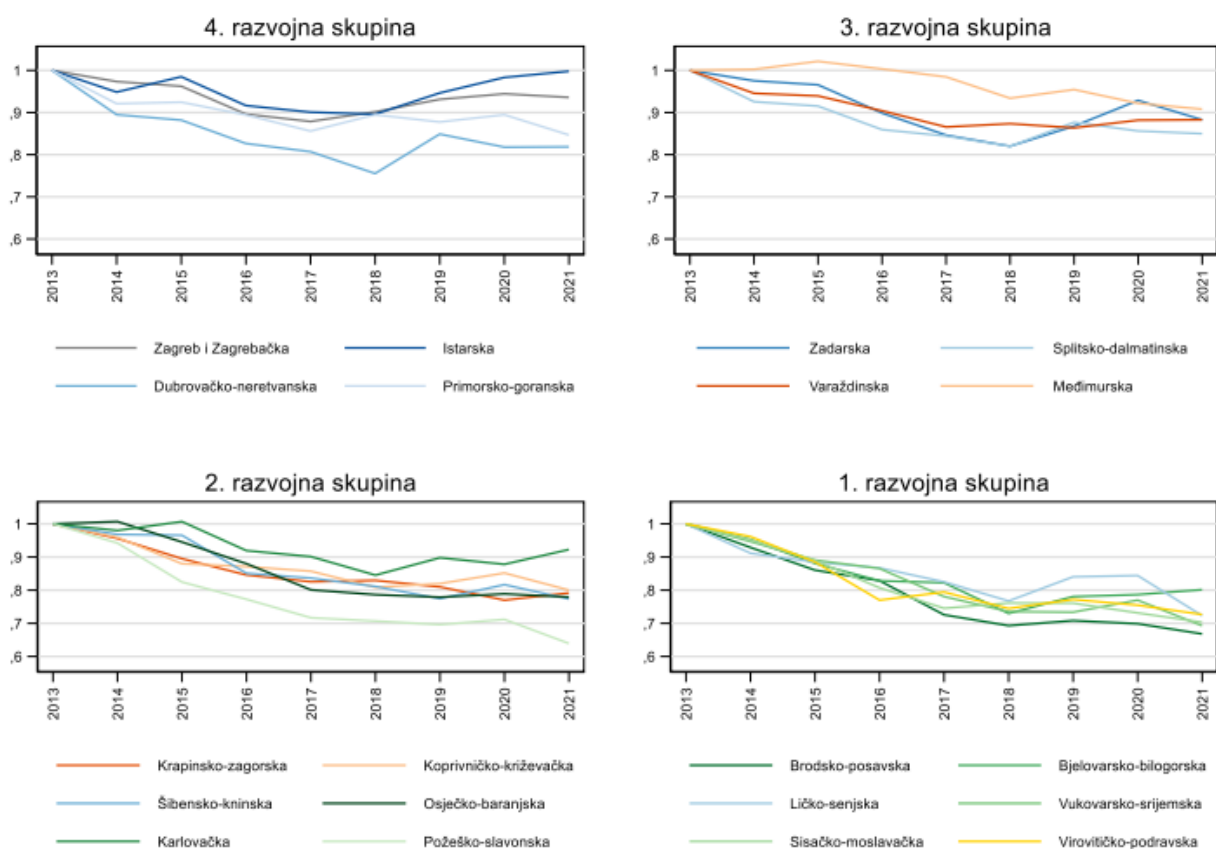 4. razvojna skupina
1
,9
,8
,7
,6
2013 2014 2015 2016 2017 2018 2019 2020 2021
Zagreb i Zagrebačka Istarska
Dubrovačko-neretvanska Primorsko-goranska
3. razvojna skupina
1
,9
,8
,7
,6
2013 2014 2015 2016 2017 2018 2019 2020 2021
Zadarska Splitsko-dalmatinska
Varaždinska Međimurska
2. razvojna skupina
1
,9
,8
,7
,6
2013 2014 2015 2016 2017 2018 2019 2020 2021
Krapinsko-zagorska Koprivničko-križevačka
Šibensko-kninska Osječko-baranjska
Karlovačka Požeško-slavonska
1. razvojna skupina
1
,9
,8
,7
,6
2013 2014 2015 2016 2017 2018 2019 2020 2021
Brodsko-posavska Bjelovarsko-bilogorska
Ličko-senjska Vukovarsko-srijemska
Sisačko-moslavačka Virovitičko-podravska